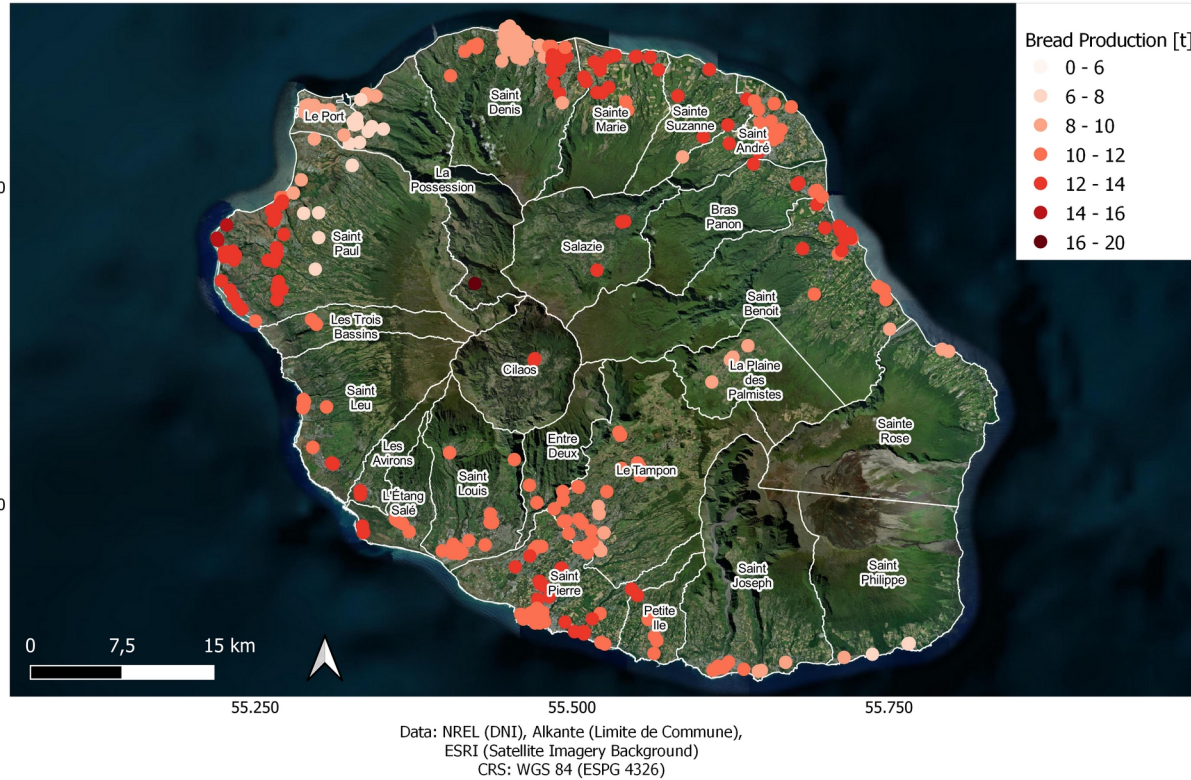 Bread Production [t]
0 - 6
6 - 8
8 - 10
10 - 12
12 - 14
14 - 16
16 - 20
Saint
Denis
Le Port
Sainte
Marie
Sainte
Suzanne
Saint
André
La
Possession
Bras
Panon
Saint
Paul
Salazie
Saint
Benoit
Les Trois
Bassins
Cilaos
La Plaine
des
Palmistes
Saint
Leu
Sainte
Rose
Les
Avirons
Entre
Deux
Le Tampon
Saint
Louis
L'Étang
Salé
Saint
Pierre
Saint
Joseph
Saint
Philippe
Petite
Ile
0
0
0 7,5 15 km
55.250 55.500 55.750
Data: NREL (DNI), Alkante (Limite de Commune),
ESRI (Satellite Imagery Background)
CRS: WGS 84 (ESPG 4326)